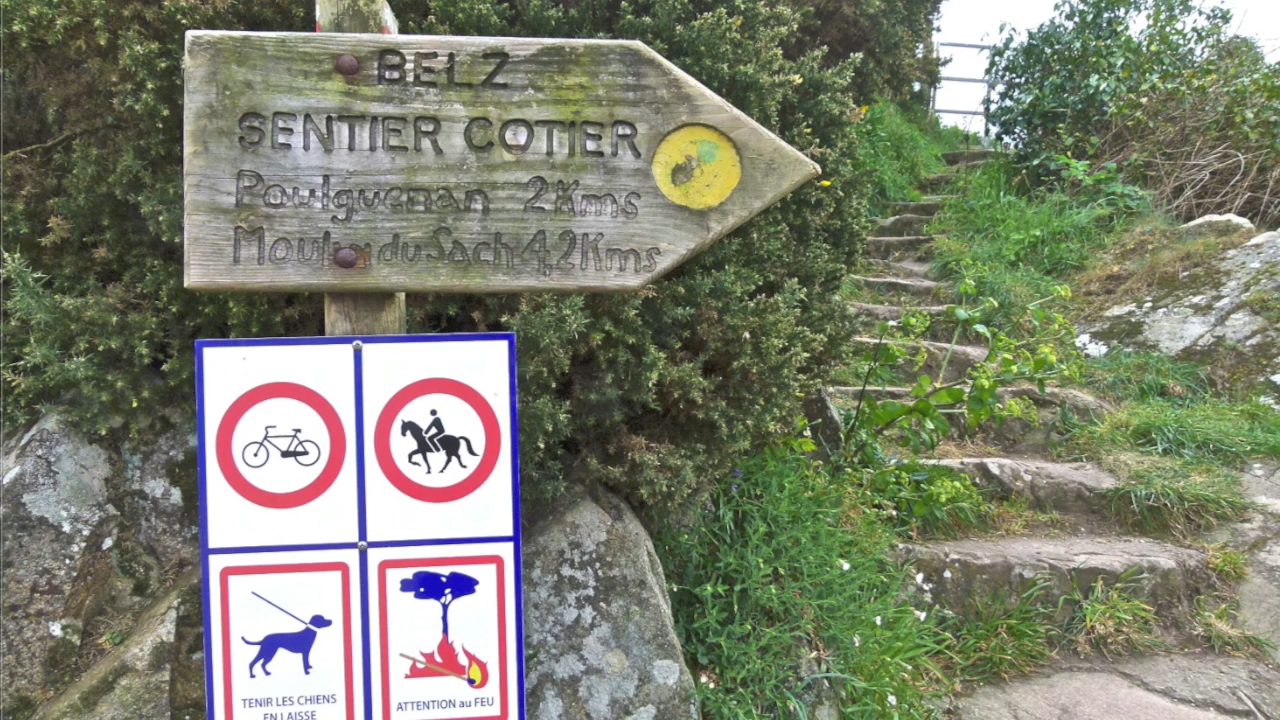 BELZ
SENTIER COTIER
Poulguenan 2Kms
Moulin du Sach 4,2Kms
TENIR LES CHIENS
EN LAISSE
ATTENTION au FEU